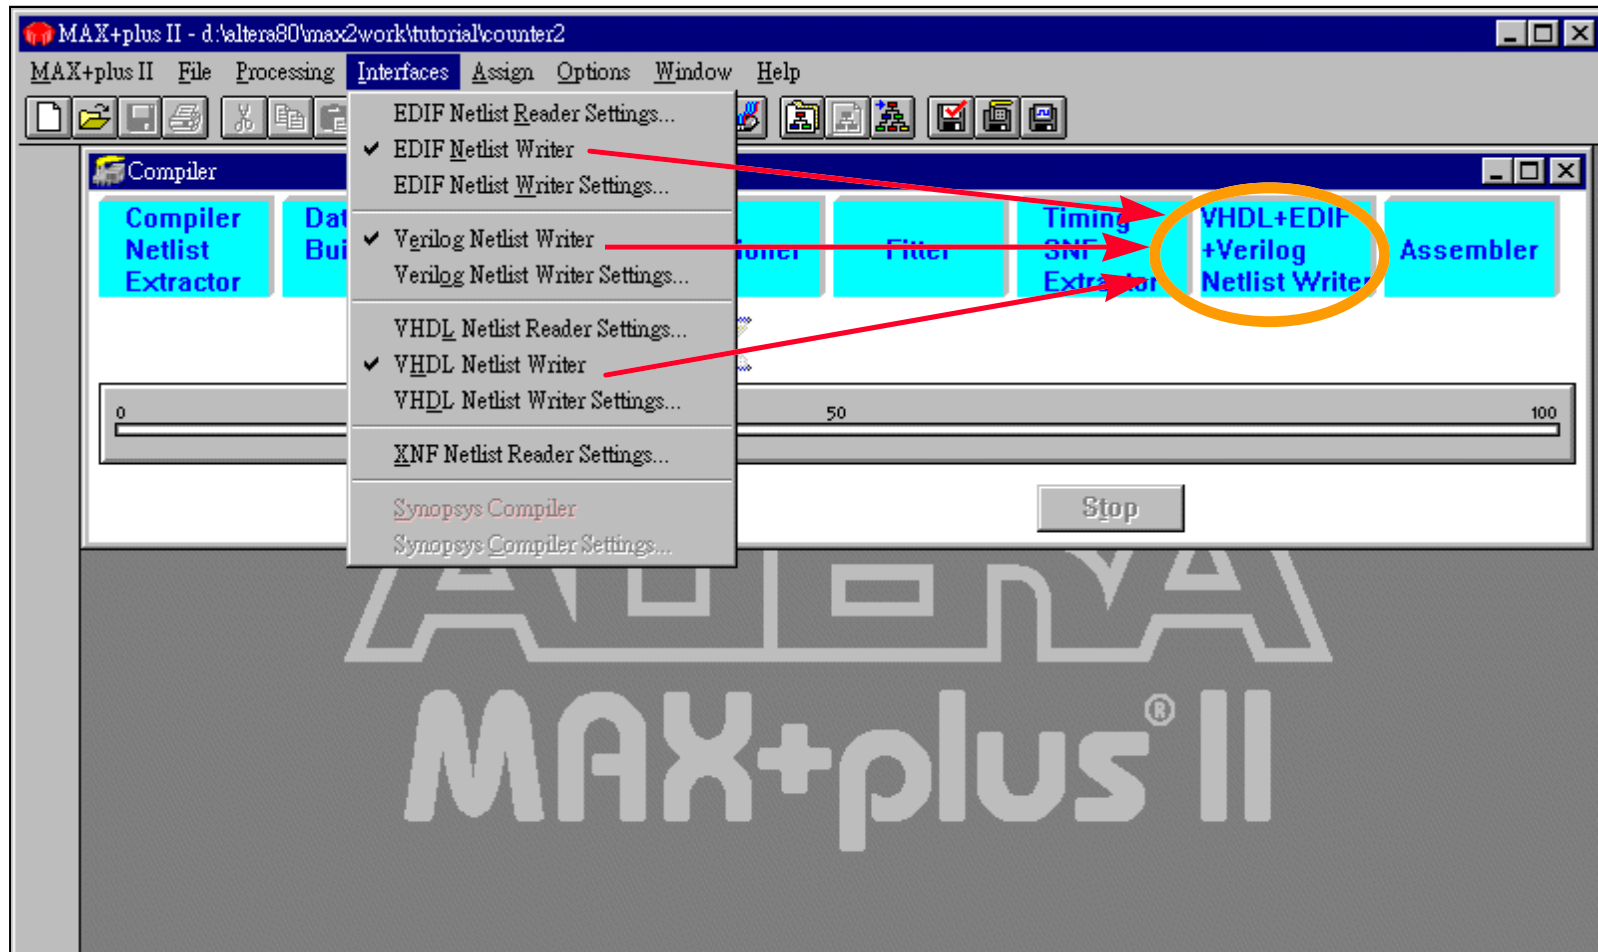 MAX+plus II - d:\altera80\max2work\tutorial\counter2
MAX+plus II File Processing Interfaces Assign Options Window Help
EDIF Netlist Reader Settings...
EDIF Netlist Writer
EDIF Netlist Writer Settings...
Verilog Netlist Writer
Verilog Netlist Writer Settings...
VHDL Netlist Reader Settings...
VHDL Netlist Writer
VHDL Netlist Writer Settings...
XNF Netlist Reader Settings...
Synopsys Compiler
Synopsys Compiler Settings...
Compiler
Compiler
Netlist
Extractor
Fitter
Timing
SNF
Extractor
VHDL+EDIF
+Verilog
Netlist Writer
Assembler
0 50 100
Stop
ALTERA
MAX+plus® II